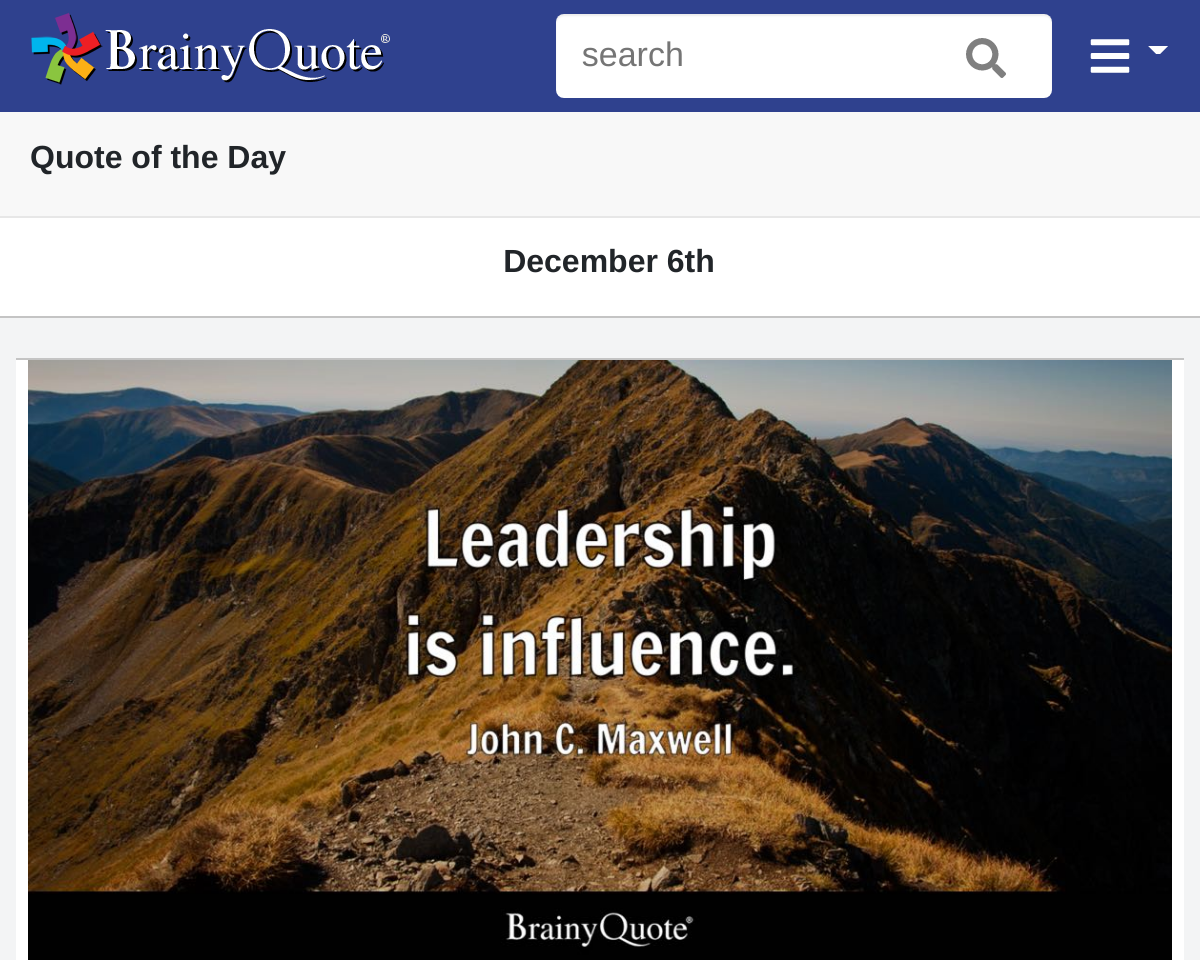 BrainyQuote®
search
Quote of the Day
December 6th
Leadership
is influence.
John C. Maxwell
BrainyQuote®